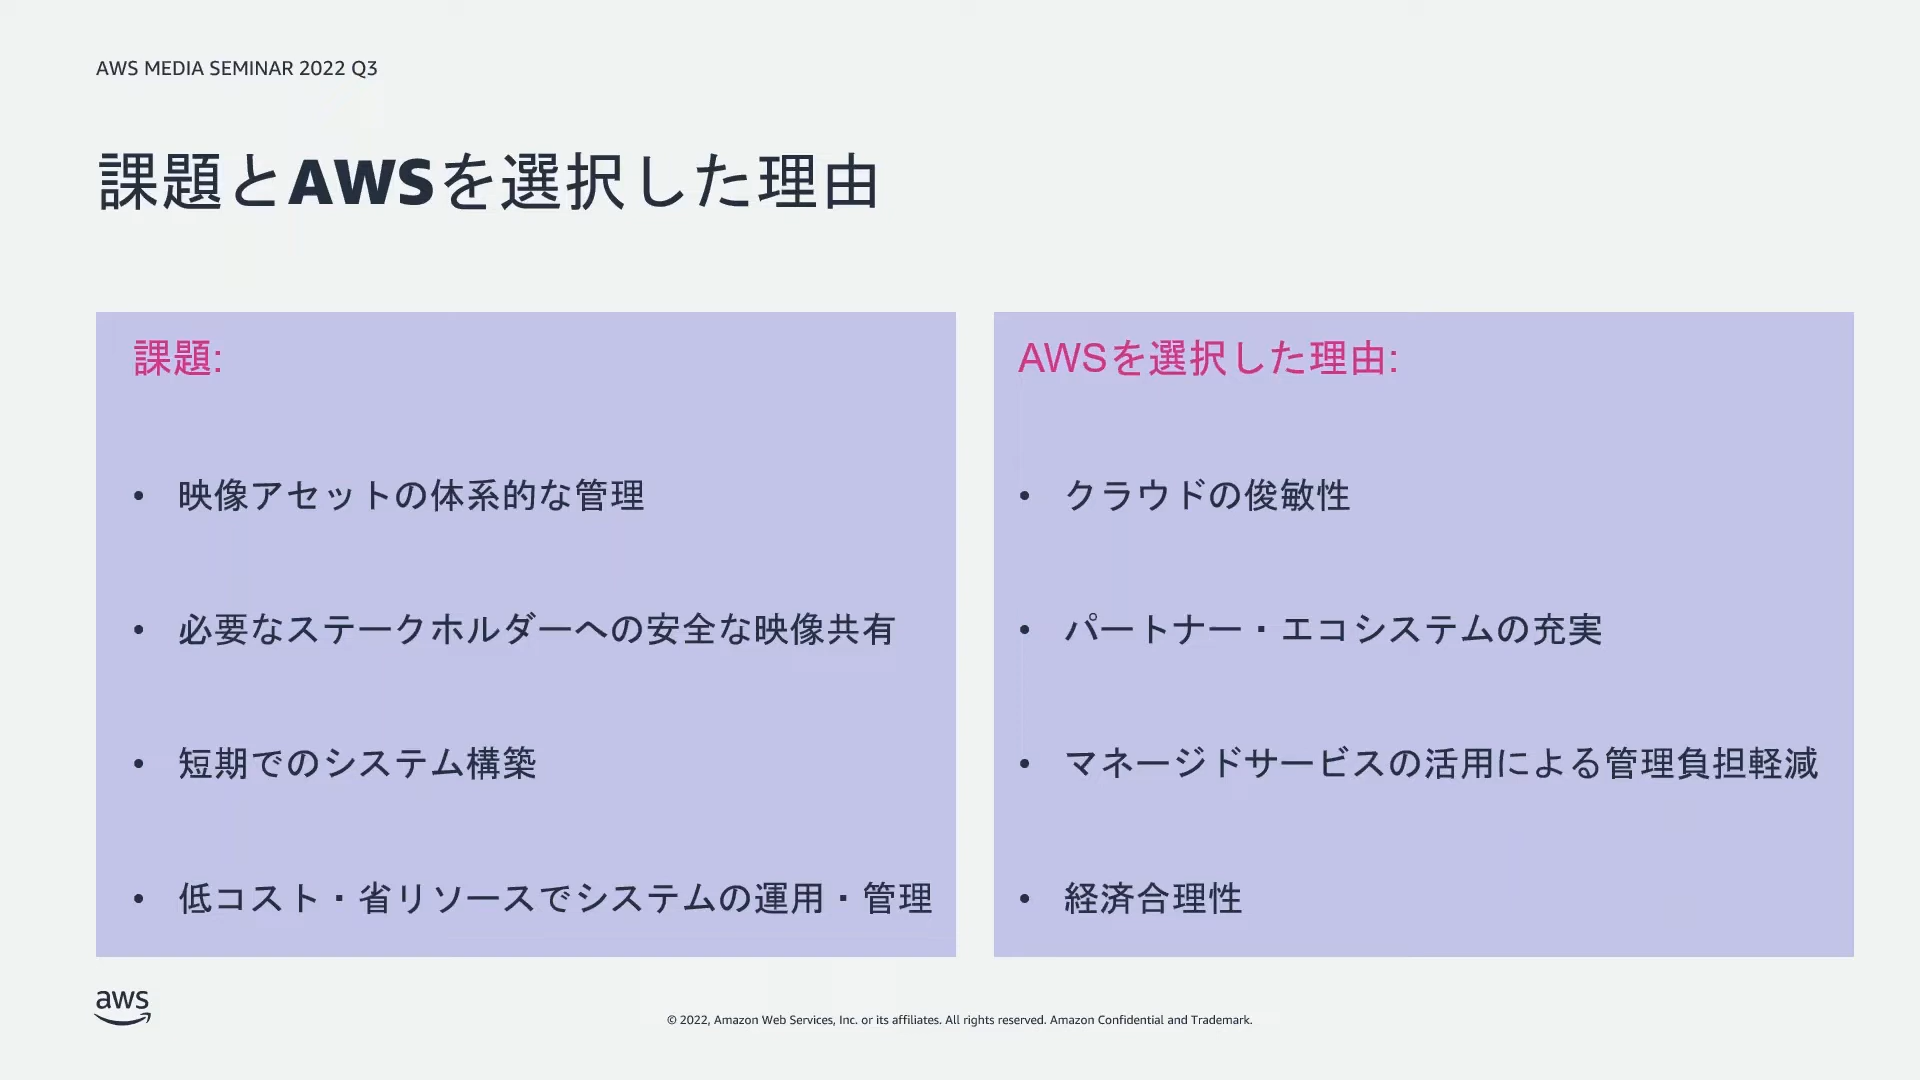 AWS MEDIA SEMINAR 2022 Q3
課題とAWSを選択した理由
課題:
• 映像アセットの体系的な管理
• 必要なステークホルダーへの安全な映像共有
• 短期でのシステム構築
• 低コスト・省リソースでシステムの運用・管理
AWSを選択した理由:
• クラウドの俊敏性
• パートナー・エコシステムの充実
• マネージドサービスの活用による管理負担軽減
• 経済合理性
aws
© 2022, Amazon Web Services, Inc. or its affiliates. All rights reserved. Amazon Confidential and Trademark.